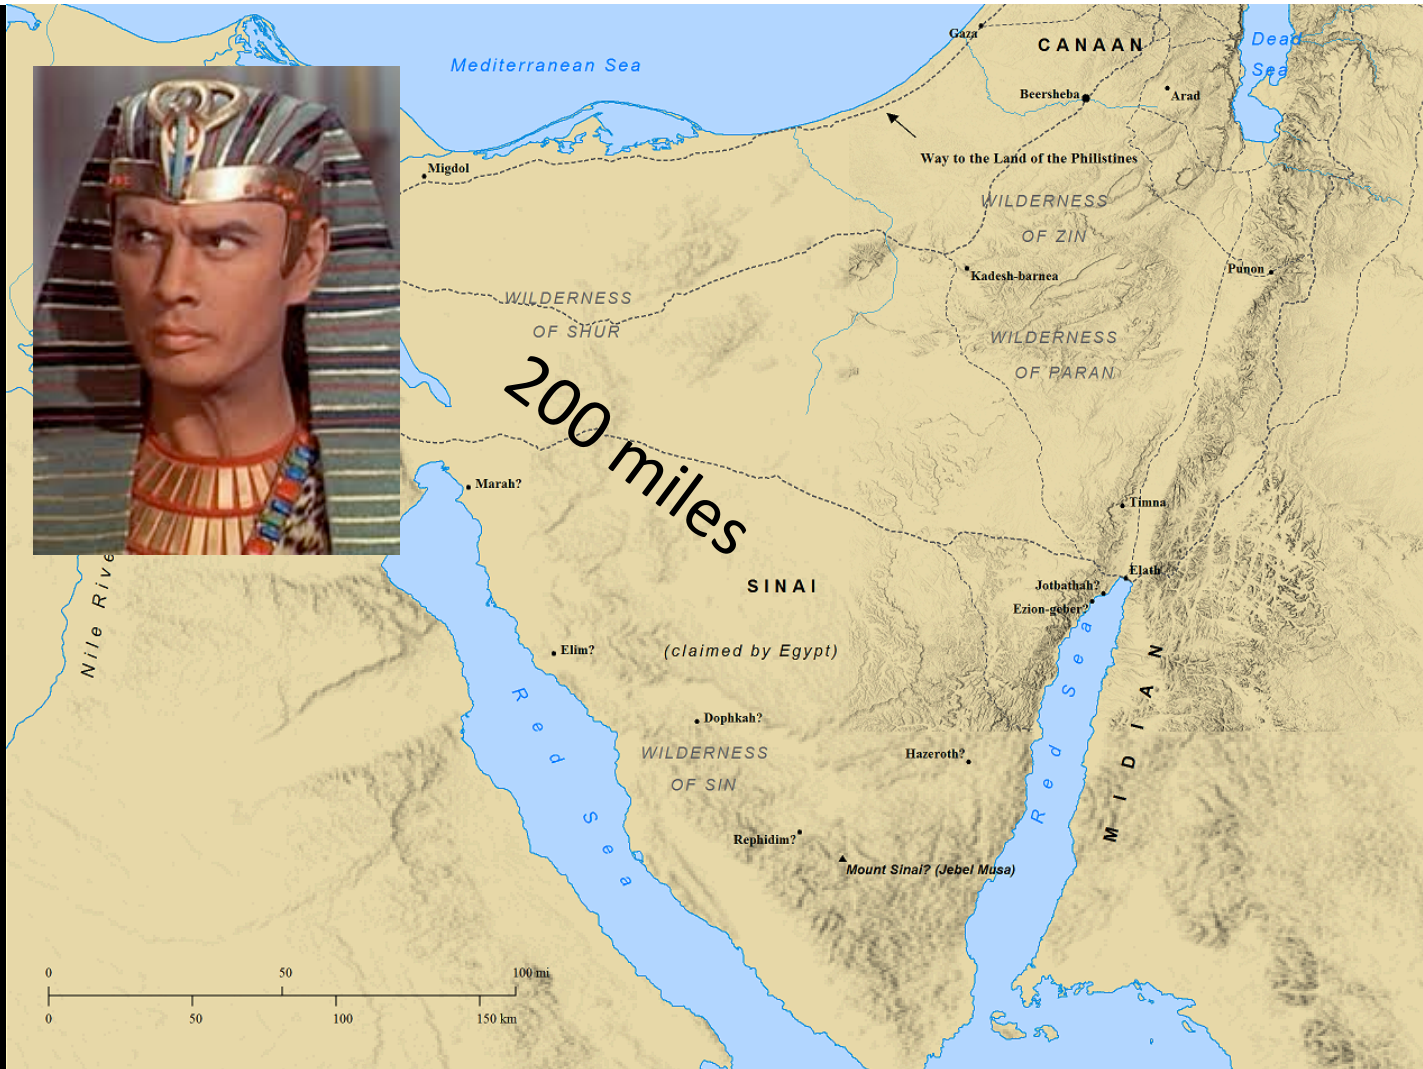 Gaza
CANAAN
Dead
Sea
Mediterranean Sea
Beersheba
Arad
Way to the Land of the Philistines
Migdol
WILDERNESS
OF ZIN
Kadesh-barnea
Punon
WILDERNESS
OF SHUR
WILDERNESS
OF PARAN
200 miles
Marah?
Timna
Elath
Jotbathah?
Ezion-geber?
SINAI
(claimed by Egypt)
Nile River
Elim?
Red Sea
Red Sea
MIDIAN
Dophkah?
WILDERNESS
OF SIN
Hazeroth?
Rephidim?
Mount Sinai? (Jebel Musa)
0 50 100 mi
0 50 100 150 km